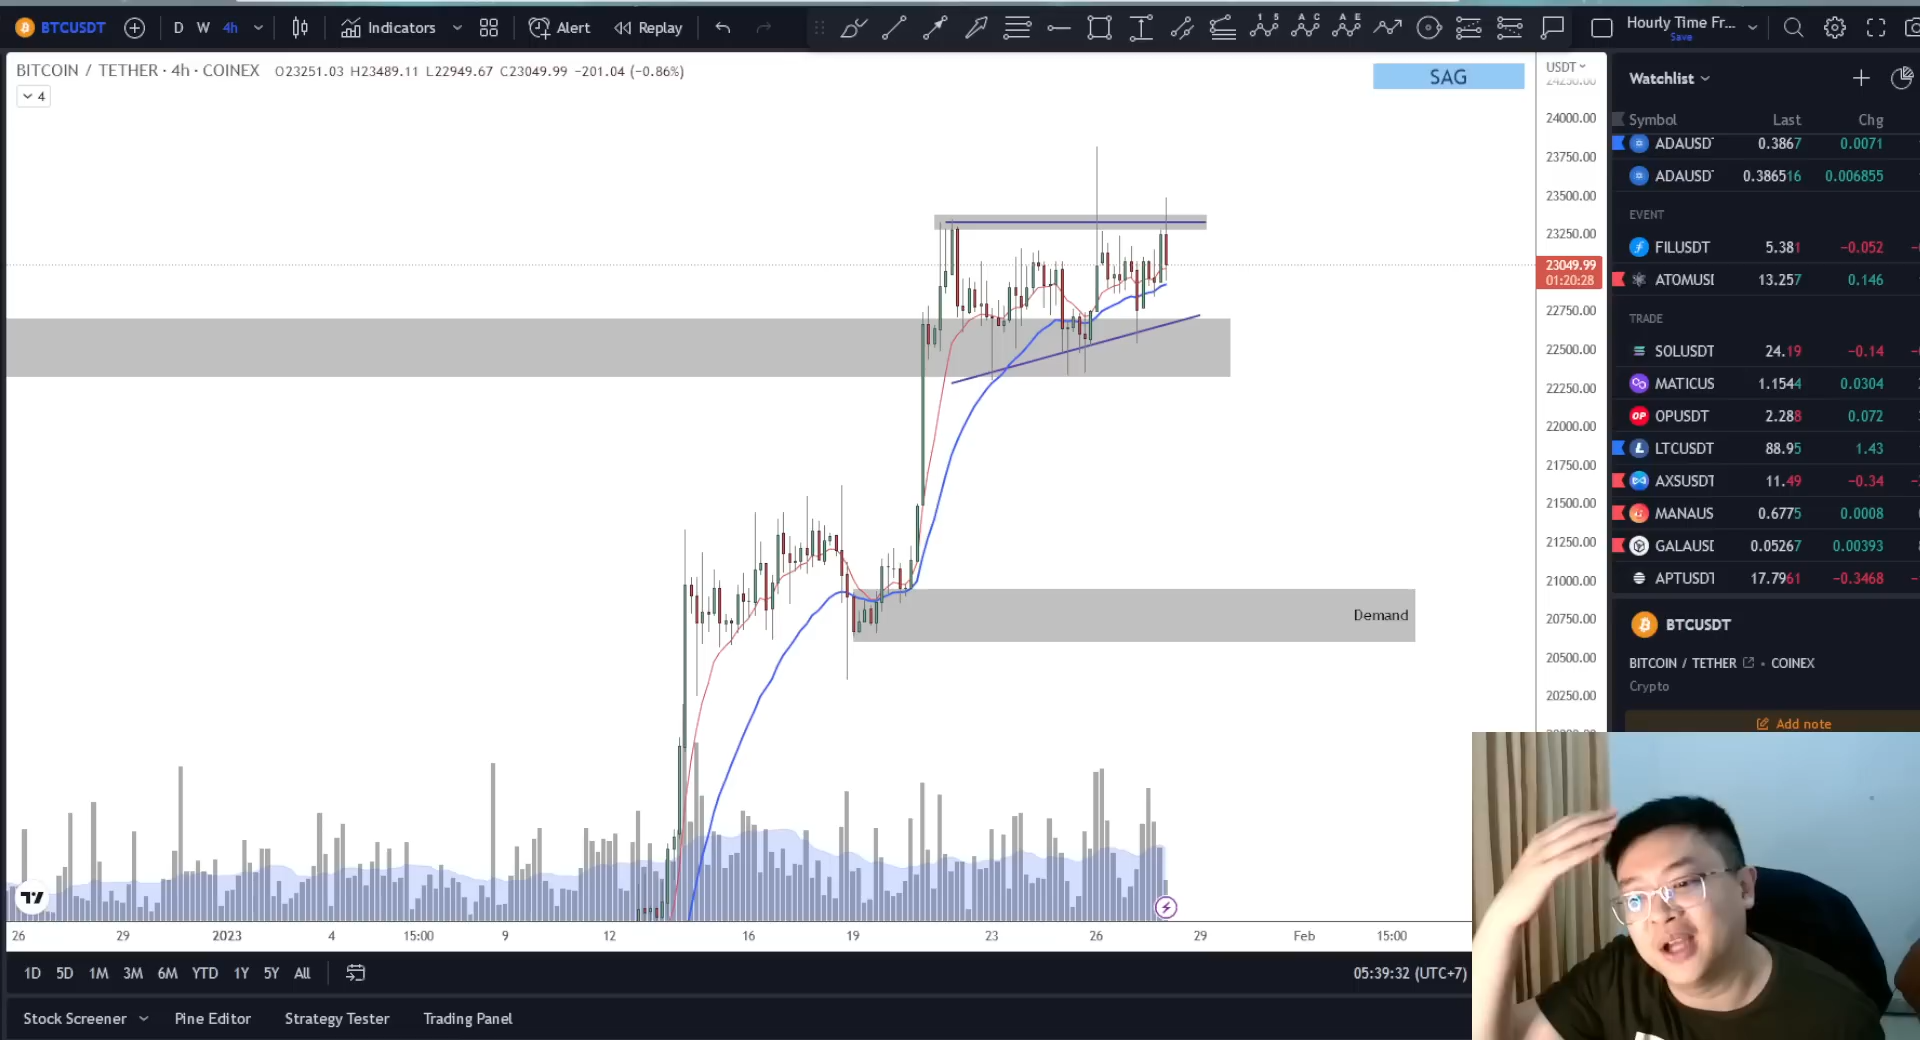 BTCUSDT D W 4h Indicators Alert Replay Hourly Time Fr...
Save
BITCOIN / TETHER · 4h · COINEX O23251.03 H23489.11 L22949.67 C23049.99 −201.04 (−0.86%)
4
SAG
USDT
24250.00
24000.00
23750.00
23500.00
23250.00
23049.99
01:20:28
22750.00
22500.00
22250.00
22000.00
21750.00
21500.00
21250.00
21000.00
20750.00
20500.00
20250.00
Demand
26 29 2023 4 15:00 9 12 16 19 23 26 29 Feb 15:00
1D 5D 1M 3M 6M YTD 1Y 5Y All
05:39:32 (UTC+7)
Stock Screener Pine Editor Strategy Tester Trading Panel
Watchlist
Symbol Last Chg
ADAUSD 0.3867 0.0071
ADAUSD 0.386516 0.006855
EVENT
FILUSDT 5.381 −0.052
ATOMUS 13.257 0.146
TRADE
SOLUSDT 24.19 −0.14
MATICUS 1.1544 0.0304
OPUSDT 2.288 0.072
LTCUSDT 88.95 1.43
AXSUSDT 11.49 −0.34
MANAUS 0.6775 0.0008
GALAUS 0.05267 0.00393
APTUSDT 17.7961 −0.3468
BTCUSDT
BITCOIN / TETHER • COINEX
Crypto
Add note